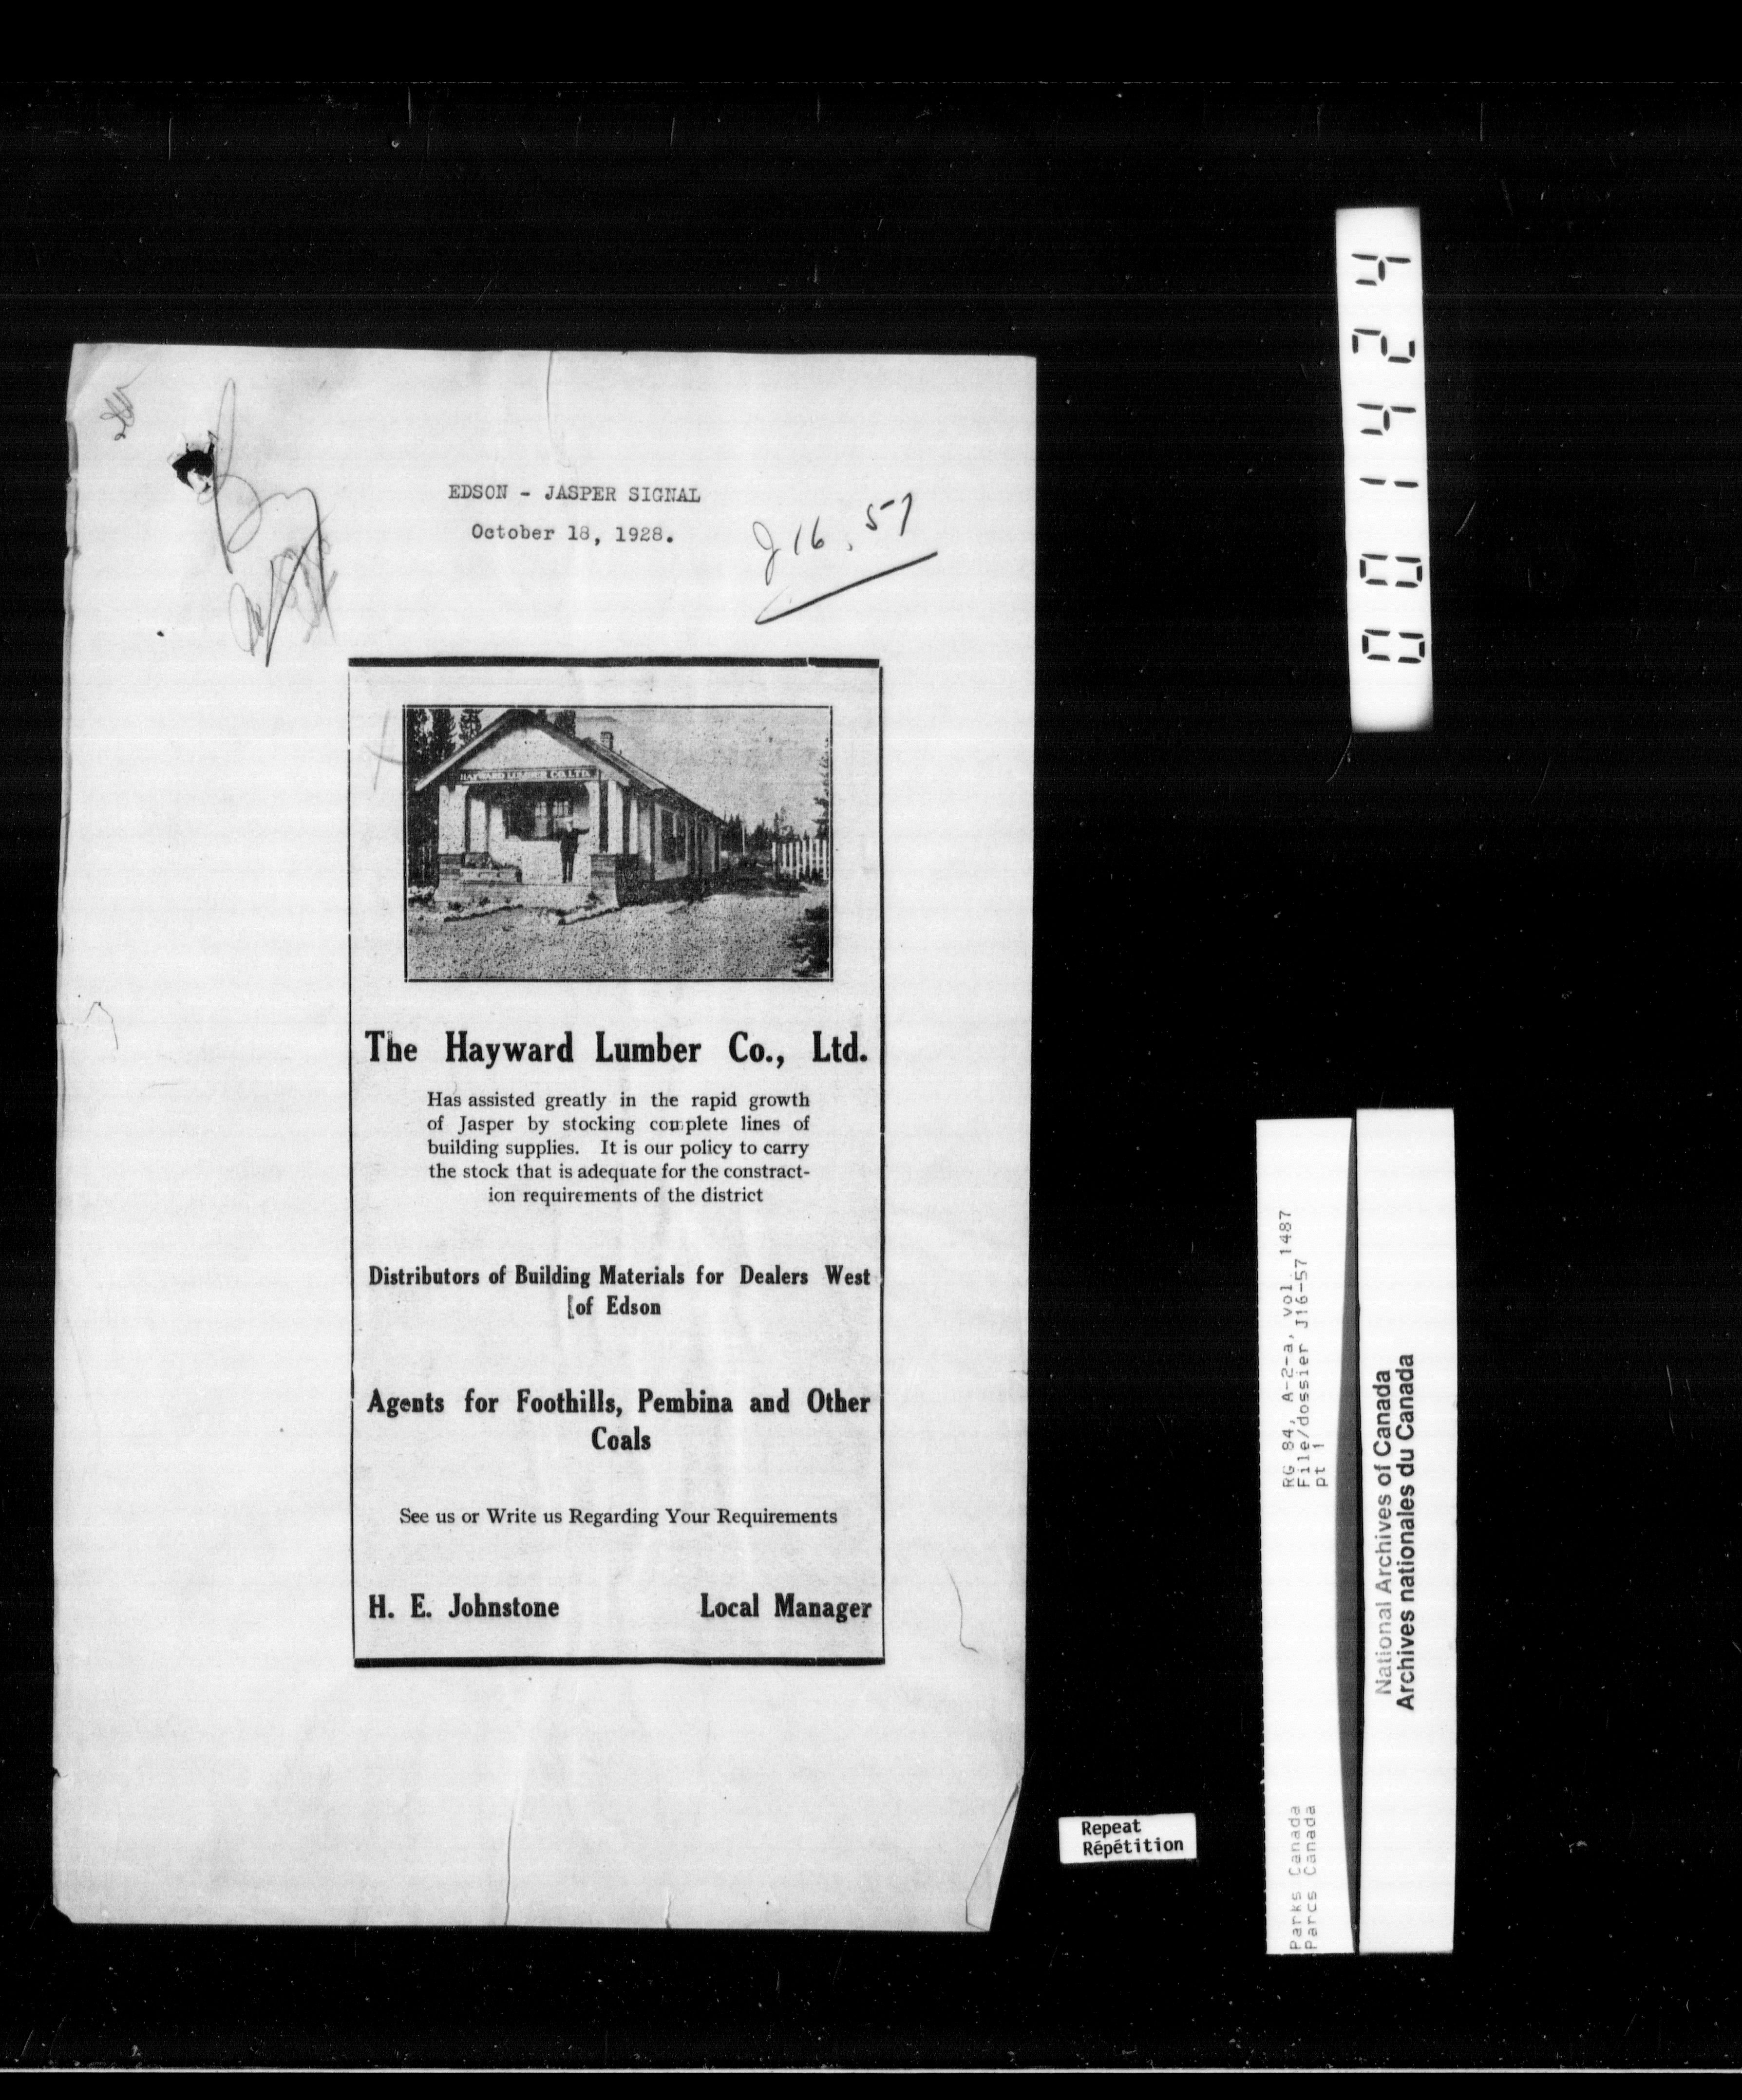 EDSON - JASPER SIGNAL
October 18, 1928.
J16.57
HAYWARD LUMBER CO. LTD.
The Hayward Lumber Co., Ltd.
Has assisted greatly in the rapid growth
of Jasper by stocking complete lines of
building supplies. It is our policy to carry
the stock that is adequate for the constract-
ion requirements of the district
Distributors of Building Materials for Dealers West
of Edson
Agents for Foothills, Pembina and Other
Coals
See us or Write us Regarding Your Requirements
H. E. Johnstone Local Manager
001424
RG 84, A-2-a, vol. 1487
File/dossier J16-57
pt 1
Parks Canada
Parcs Canada
National Archives of Canada
Archives nationales du Canada
Repeat
Répétition